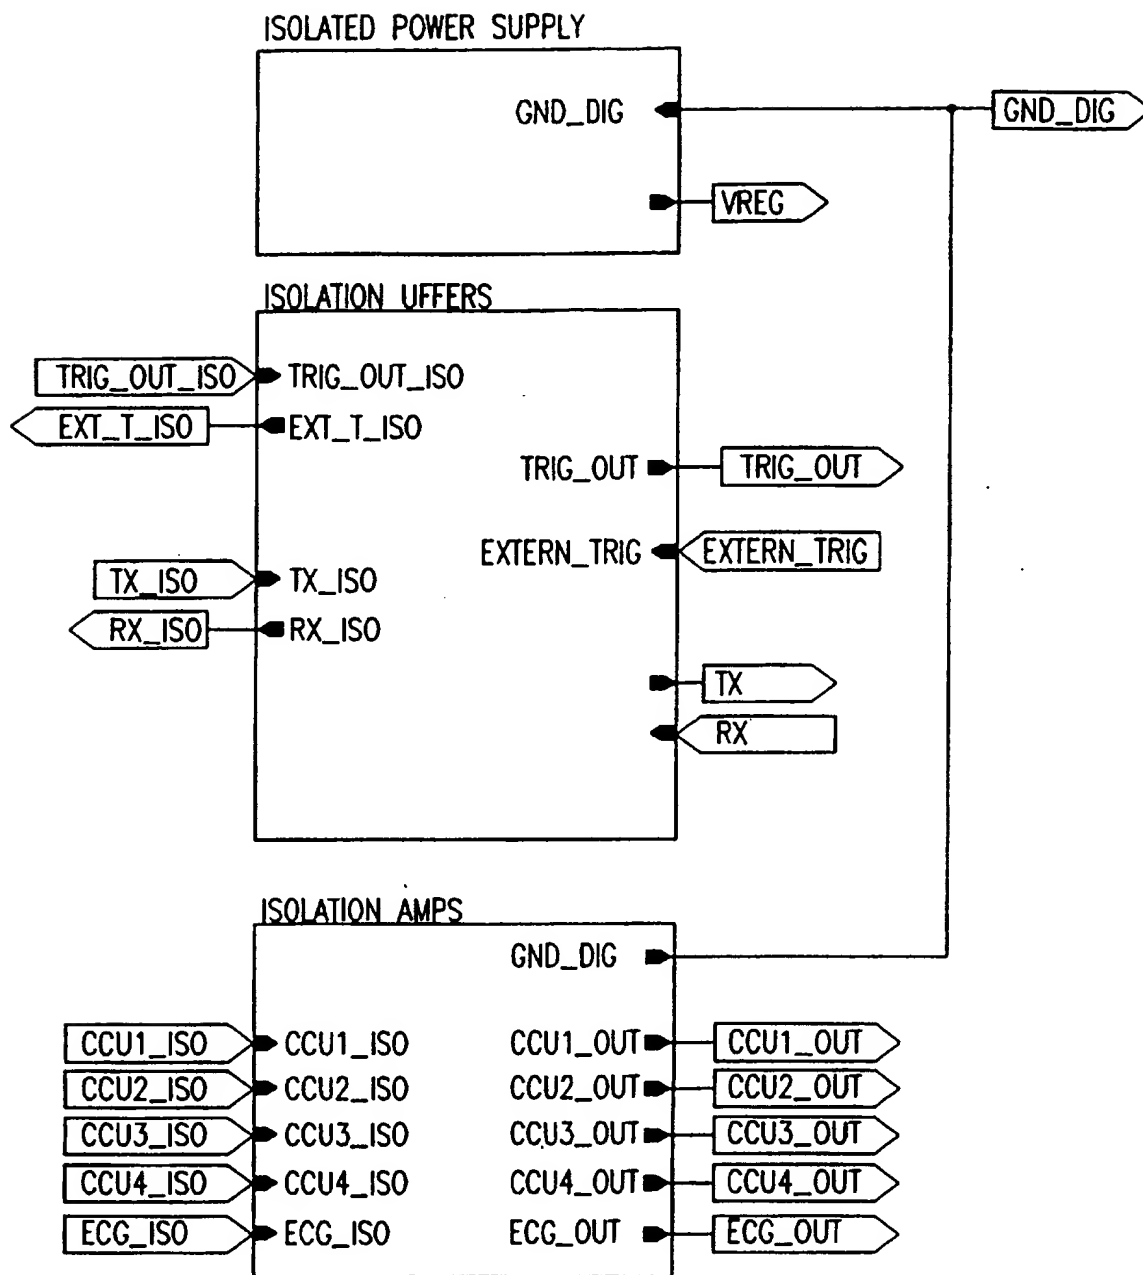 ISOLATED POWER SUPPLY
GND_DIG
GND_DIG
VREG
ISOLATION UFFERS
TRIG_OUT_ISO
TRIG_OUT_ISO
EXT_T_ISO
EXT_T_ISO
TRIG_OUT
TRIG_OUT
EXTERN_TRIG
EXTERN_TRIG
TX_ISO
TX_ISO
RX_ISO
RX_ISO
TX
RX
ISOLATION AMPS
GND_DIG
CCU1_ISO
CCU1_ISO
CCU1_OUT
CCU1_OUT
CCU2_ISO
CCU2_ISO
CCU2_OUT
CCU2_OUT
CCU3_ISO
CCU3_ISO
CCU3_OUT
CCU3_OUT
CCU4_ISO
CCU4_ISO
CCU4_OUT
CCU4_OUT
ECG_ISO
ECG_ISO
ECG_OUT
ECG_OUT